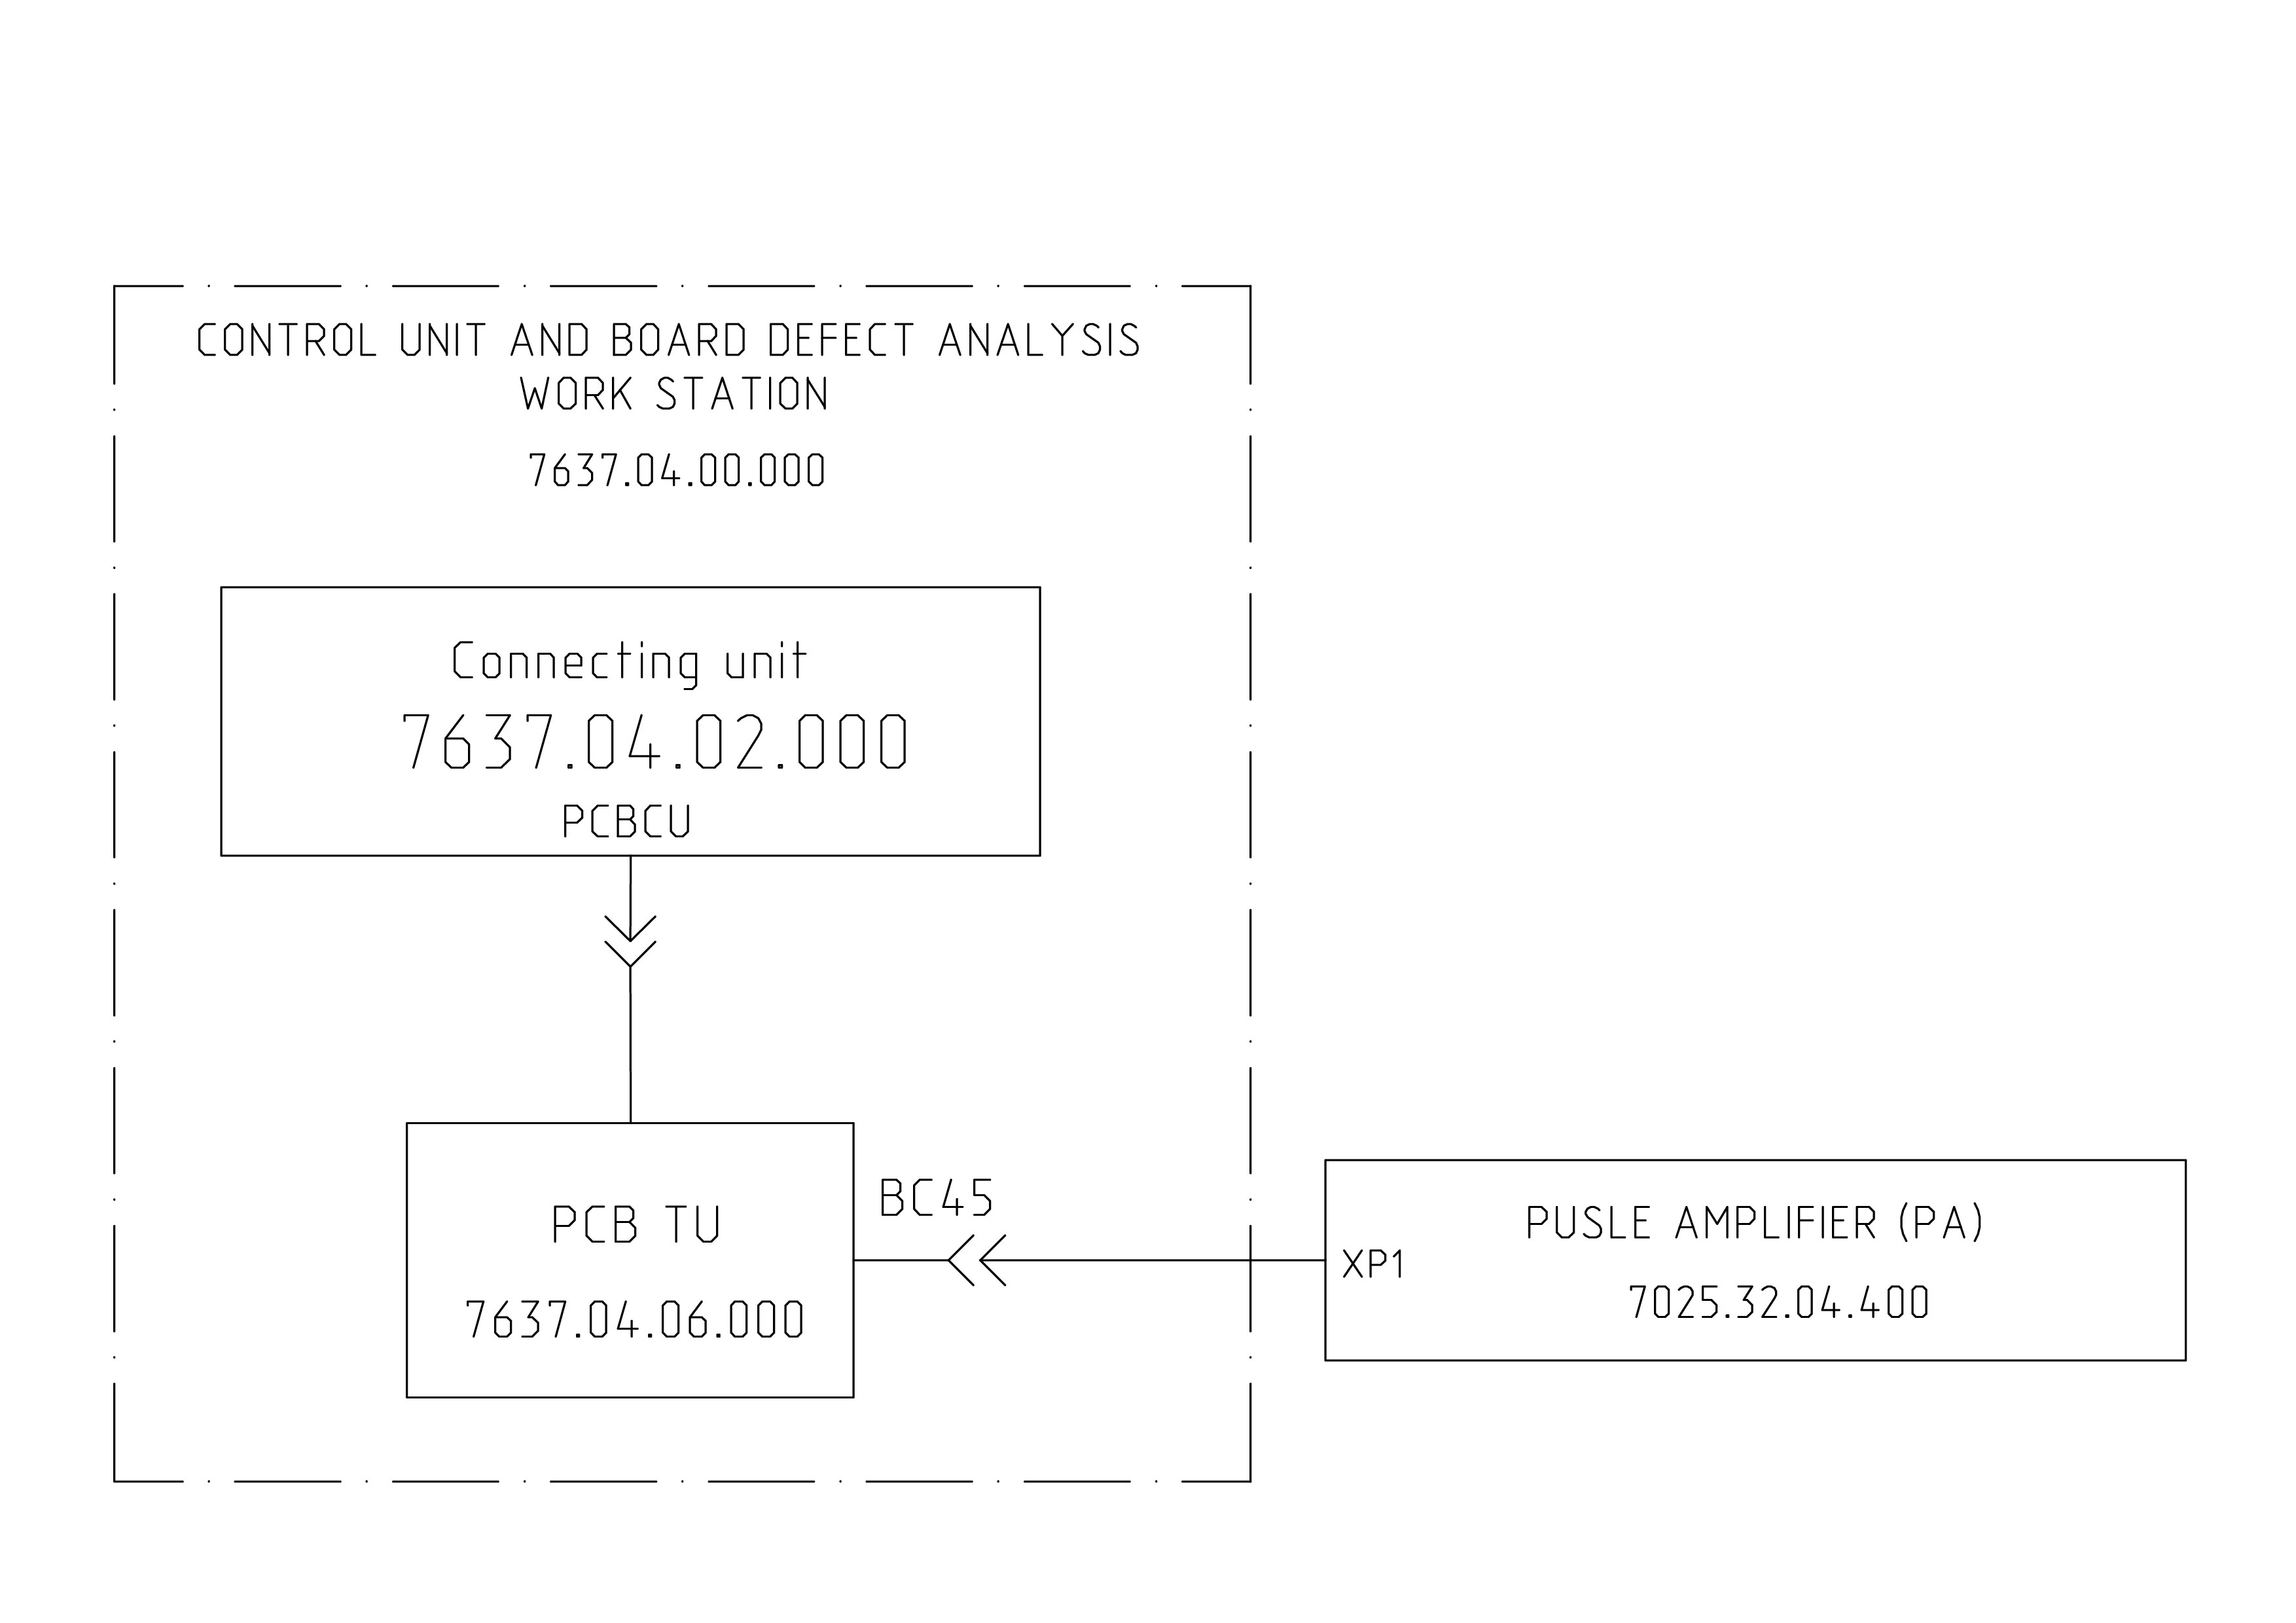 CONTROL UNIT AND BOARD DEFECT ANALYSIS
WORK STATION
7637.04.00.000
Connecting unit
7637.04.02.000
PCBCU
PCB TU
7637.04.06.000
BC45
XP1
PUSLE AMPLIFIER (PA)
7025.32.04.400